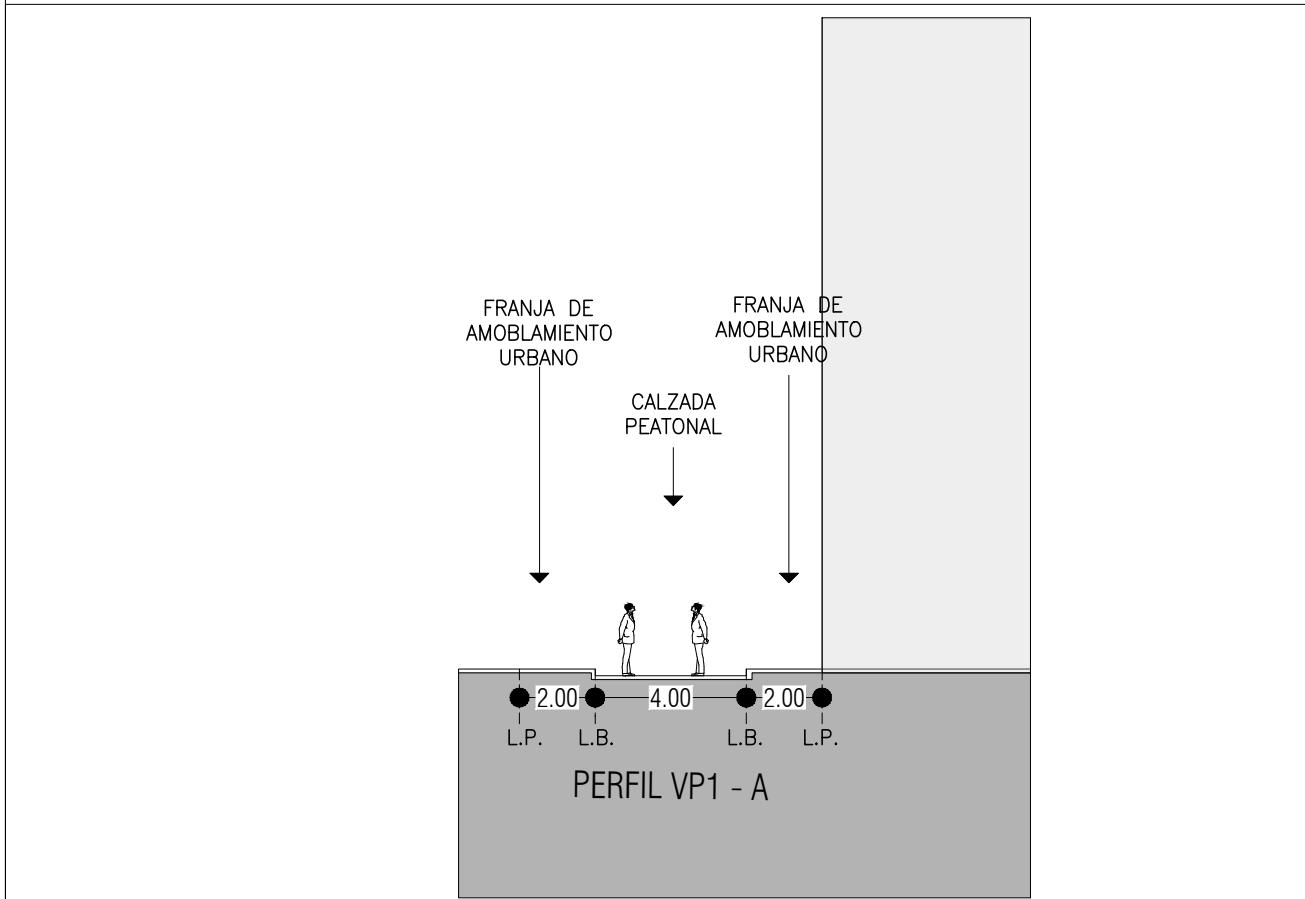 FRANJA DE
AMOBLAMIENTO
URBANO
FRANJA DE
AMOBLAMIENTO
URBANO
CALZADA
PEATONAL
2.00 4.00 2.00
L.P. L.B. L.B. L.P.
PERFIL VP1 - A